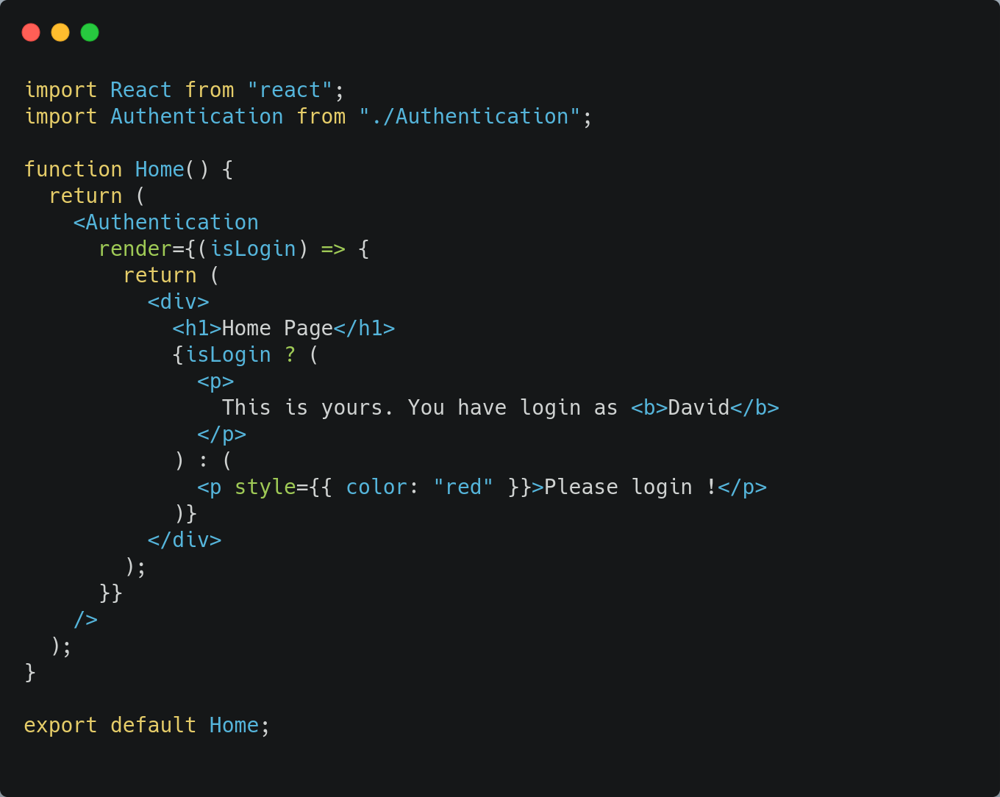 import React from "react";
import Authentication from "./Authentication";

function Home() {
  return (
    <Authentication
      render={(isLogin) => {
        return (
          <div>
            <h1>Home Page</h1>
            {isLogin ? (
              <p>
                This is yours. You have login as <b>David</b>
              </p>
            ) : (
              <p style={{ color: "red" }}>Please login !</p>
            )}
          </div>
        );
      }}
    />
  );
}

export default Home;